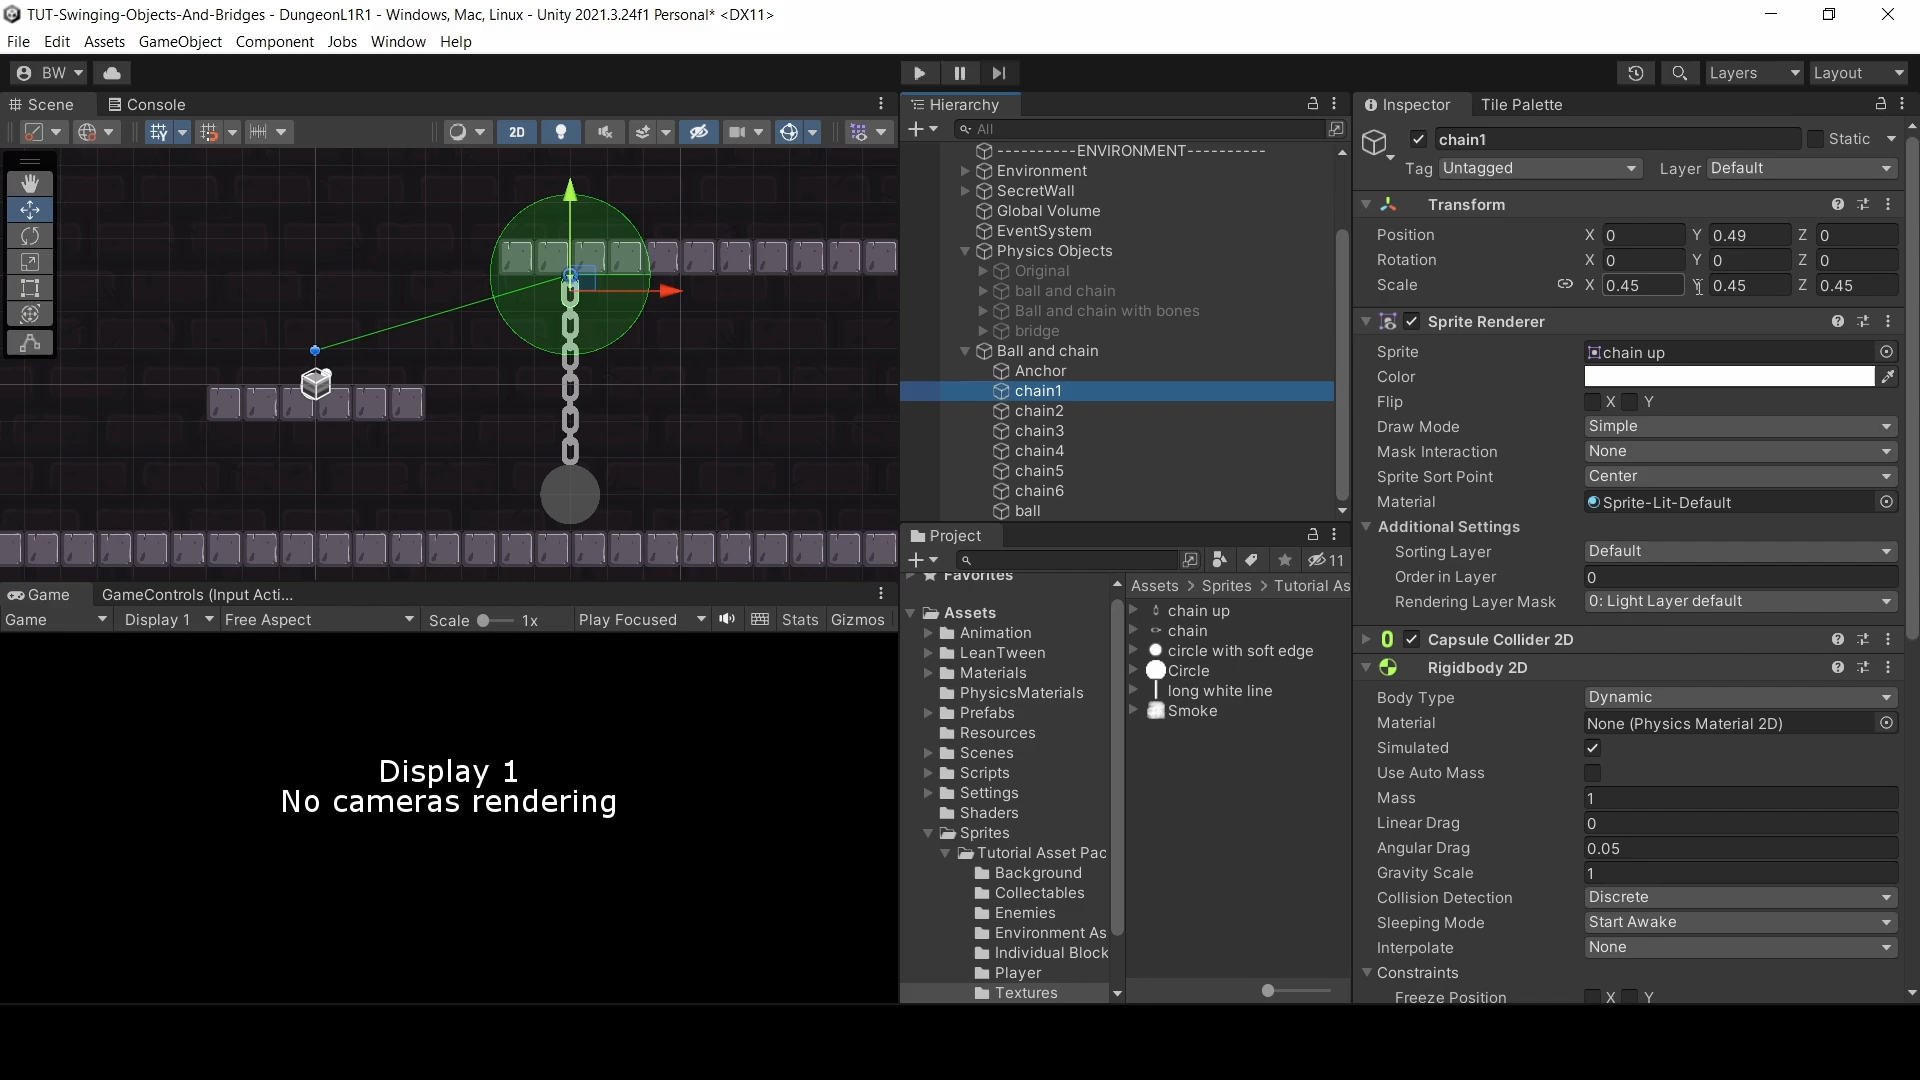 TUT-Swinging-Objects-And-Bridges - DungeonL1R1 - Windows, Mac, Linux - Unity 2021.3.24f1 Personal* <DX11>
File Edit Assets GameObject Component Jobs Window Help
BW
Layers
Layout
Scene
Console
2D
Hierarchy
All
----------ENVIRONMENT----------
Environment
SecretWall
Global Volume
EventSystem
Physics Objects
Original
ball and chain
Ball and chain with bones
bridge
Ball and chain
Anchor
chain1
chain2
chain3
chain4
chain5
chain6
ball
Game
GameControls (Input Acti...
Game
Display 1
Free Aspect
Scale
1x
Play Focused
Stats
Gizmos
Display 1
No cameras rendering
Project
11
Favorites
Assets
Animation
LeanTween
Materials
PhysicsMaterials
Prefabs
Resources
Scenes
Scripts
Settings
Shaders
Sprites
Tutorial Asset Pac
Background
Collectables
Enemies
Environment As
Individual Block
Player
Textures
Assets > Sprites > Tutorial As
chain up
chain
circle with soft edge
Circle
long white line
Smoke
Inspector
Tile Palette
chain1
Static
Tag Untagged
Layer Default
Transform
Position X 0 Y 0.49 Z 0
Rotation X 0 Y 0 Z 0
Scale X 0.45 Y 0.45 Z 0.45
Sprite Renderer
Sprite chain up
Color
Flip X Y
Draw Mode Simple
Mask Interaction None
Sprite Sort Point Center
Material Sprite-Lit-Default
Additional Settings
Sorting Layer Default
Order in Layer 0
Rendering Layer Mask 0: Light Layer default
Capsule Collider 2D
Rigidbody 2D
Body Type Dynamic
Material None (Physics Material 2D)
Simulated
Use Auto Mass
Mass 1
Linear Drag 0
Angular Drag 0.05
Gravity Scale 1
Collision Detection Discrete
Sleeping Mode Start Awake
Interpolate None
Constraints
Freeze Position X Y